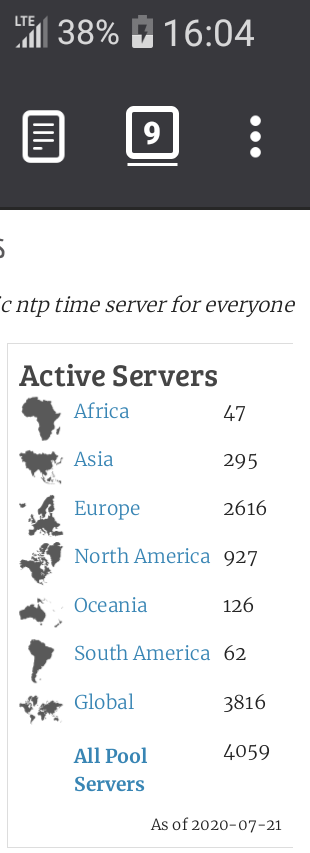 LTE 38% 16:04
9
ic ntp time server for everyone
Active Servers
Africa 47
Asia 295
Europe 2616
North America 927
Oceania 126
South America 62
Global 3816
All Pool 4059
Servers
As of 2020-07-21